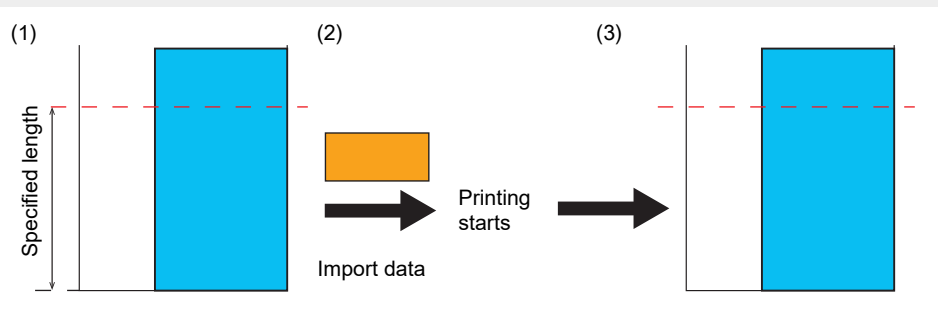 (1)
(2)
(3)
Specified length
Printing
starts
Import data